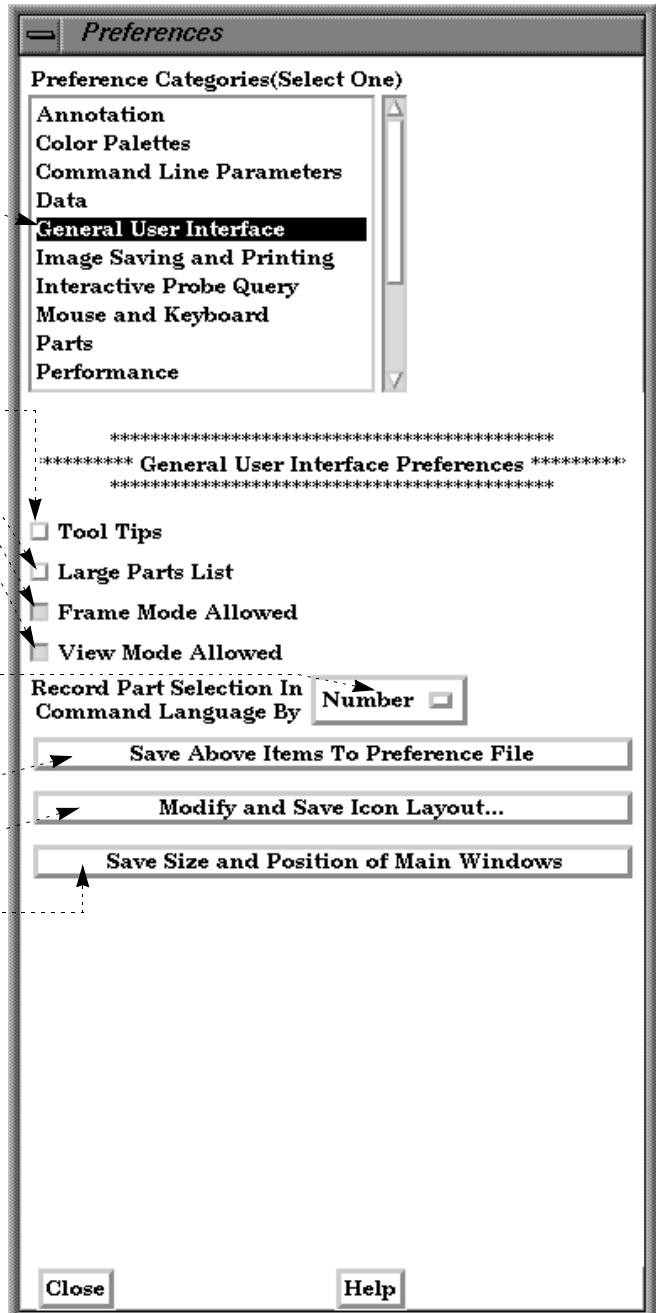 Preferences
Preference Categories(Select One)
Annotation
Color Palettes
Command Line Parameters
Data
General User Interface
Image Saving and Printing
Interactive Probe Query
Mouse and Keyboard
Parts
Performance
********************************************
********* General User Interface Preferences *********
********************************************
Tool Tips
Large Parts List
Frame Mode Allowed
View Mode Allowed
Record Part Selection In
Command Language By
Number
Save Above Items To Preference File
Modify and Save Icon Layout...
Save Size and Position of Main Windows
Close
Help